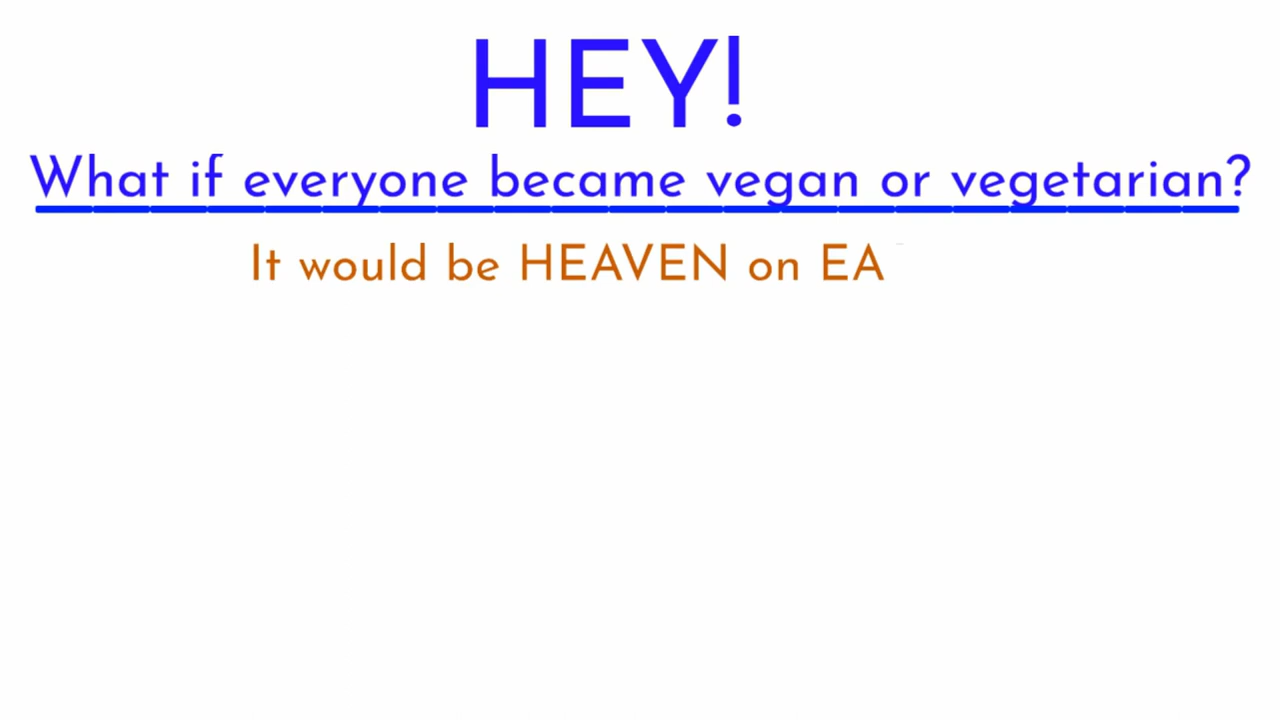 HEY!
What if everyone became vegan or vegetarian?
It would be HEAVEN on EA